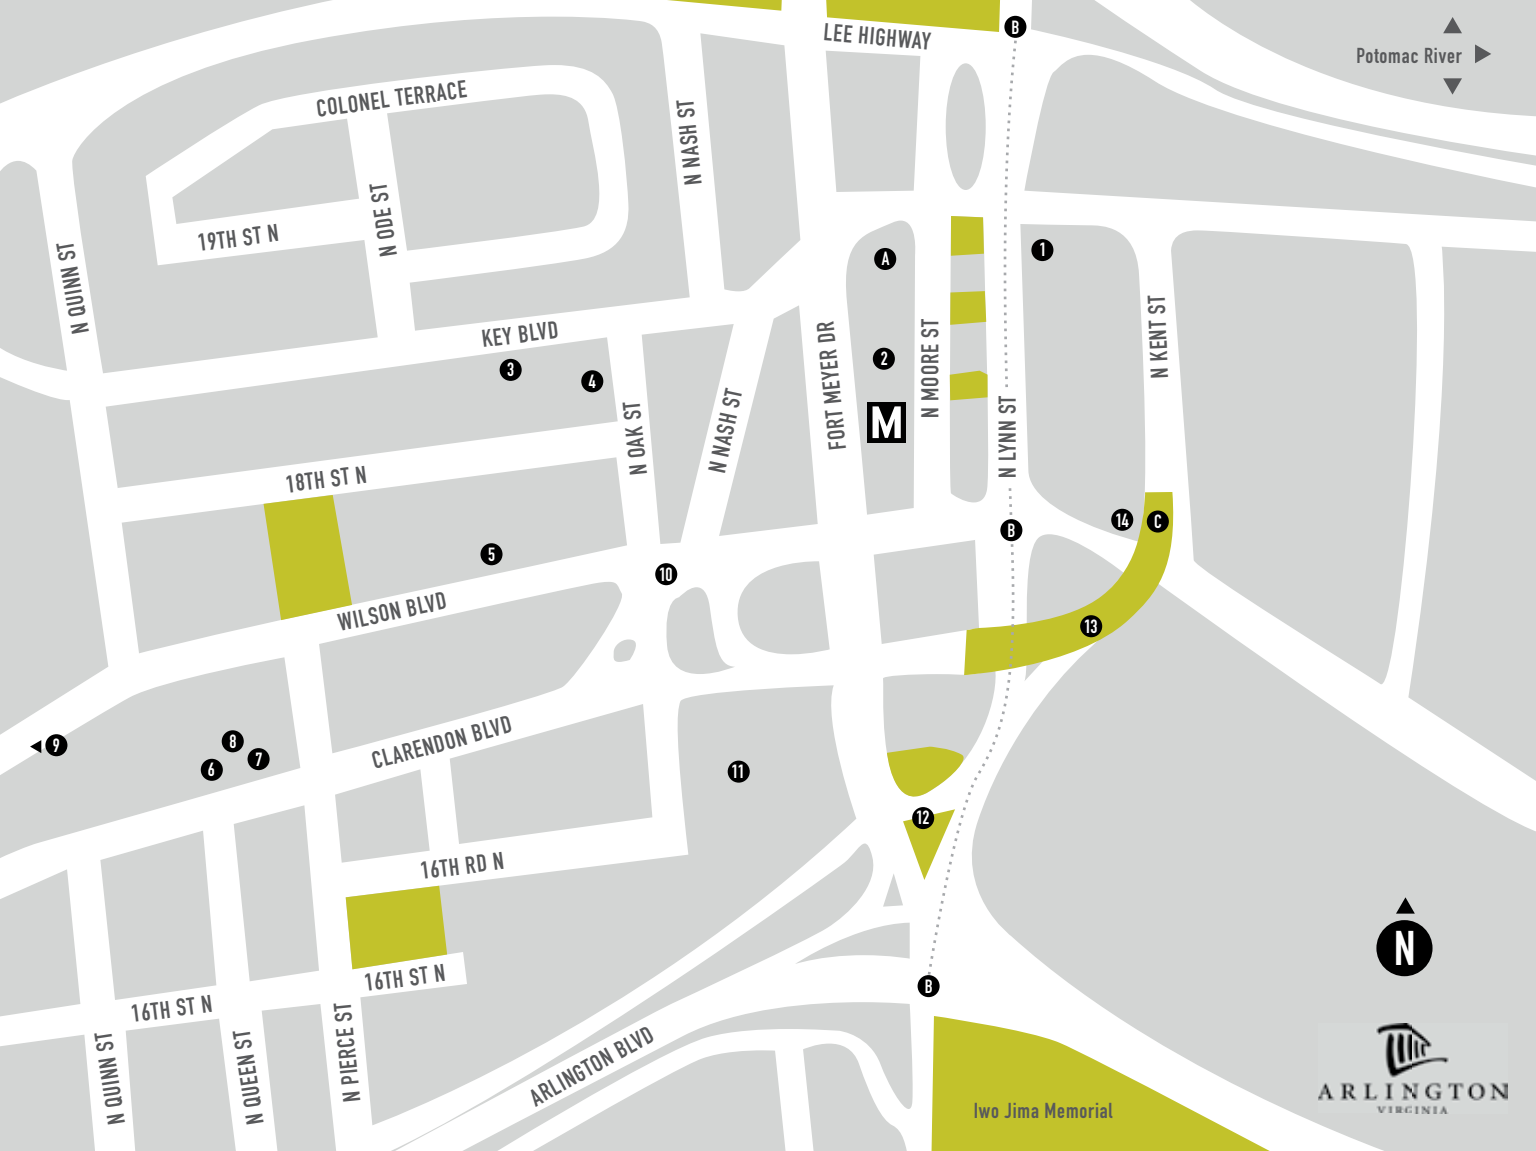 B
LEE HIGHWAY
Potomac River
COLONEL TERRACE
N NASH ST
N ODE ST
19TH ST N
N QUINN ST
A
1
KEY BLVD
3
4
2
M
FORT MEYER DR
N MOORE ST
N LYNN ST
N KENT ST
N OAK ST
N NASH ST
18TH ST N
5
B
14
C
10
WILSON BLVD
13
CLARENDON BLVD
9
8
7
6
11
12
16TH RD N
N
16TH ST N
16TH ST N
B
N QUINN ST
N QUEEN ST
N PIERCE ST
ARLINGTON BLVD
Iwo Jima Memorial
ARLINGTON
VIRGINIA